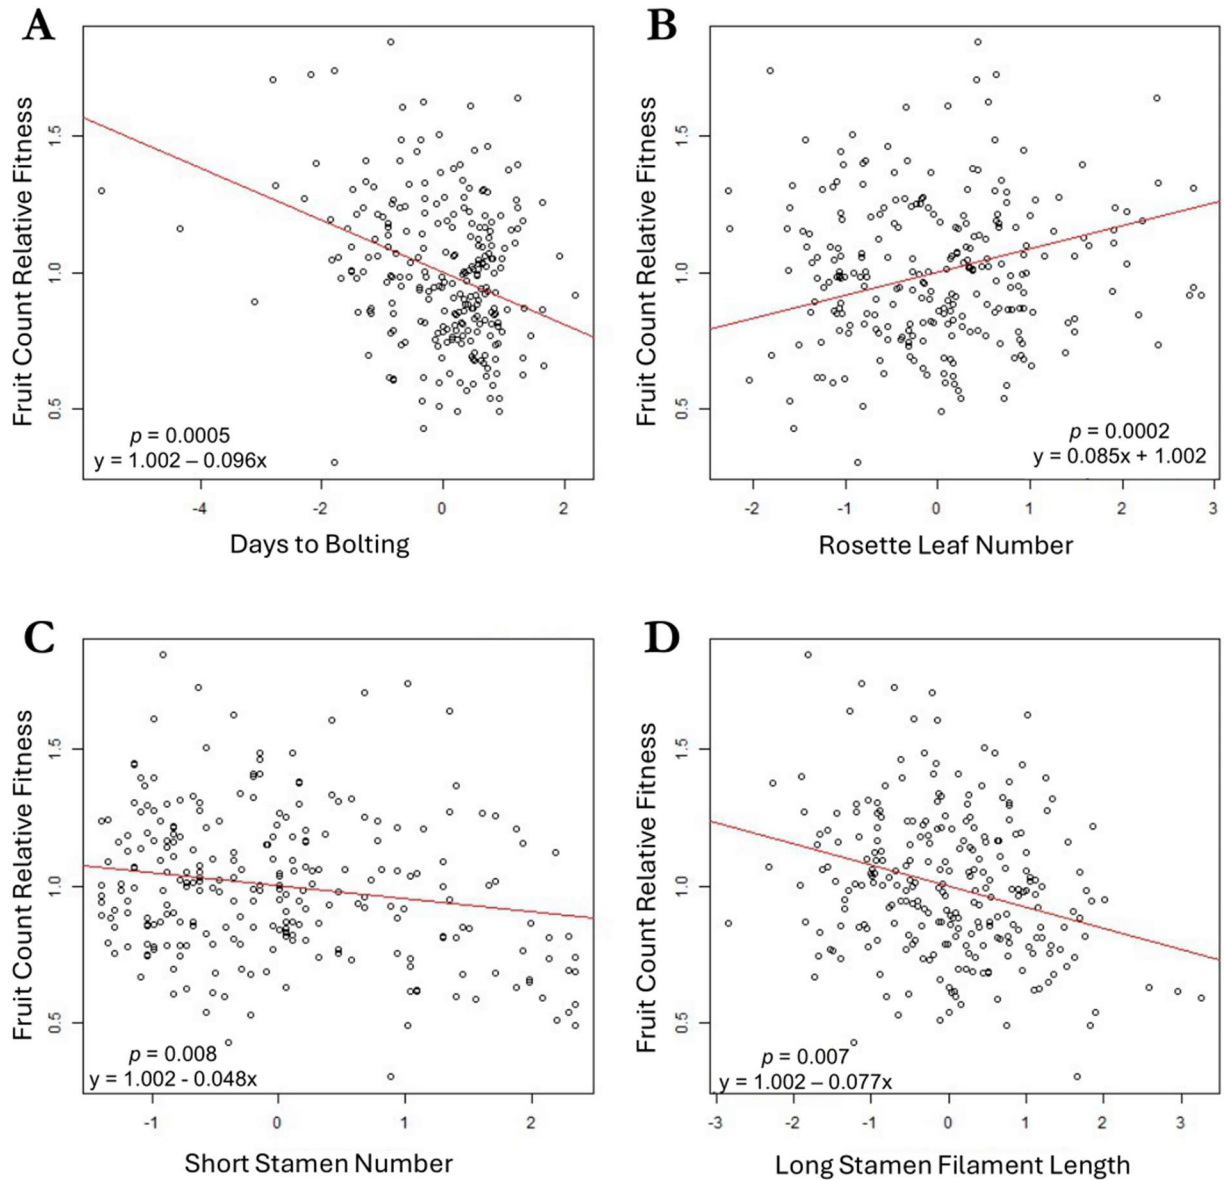 A
Fruit Count Relative Fitness
1.5
1.0
0.5
p = 0.0005
y = 1.002 – 0.096x
-4 -2 0 2
Days to Bolting
B
Fruit Count Relative Fitness
1.5
1.0
0.5
p = 0.0002
y = 0.085x + 1.002
-2 -1 0 1 2 3
Rosette Leaf Number
C
Fruit Count Relative Fitness
1.5
1.0
0.5
p = 0.008
y = 1.002 - 0.048x
-1 0 1 2
Short Stamen Number
D
Fruit Count Relative Fitness
1.5
1.0
0.5
p = 0.007
y = 1.002 – 0.077x
-3 -2 -1 0 1 2 3
Long Stamen Filament Length